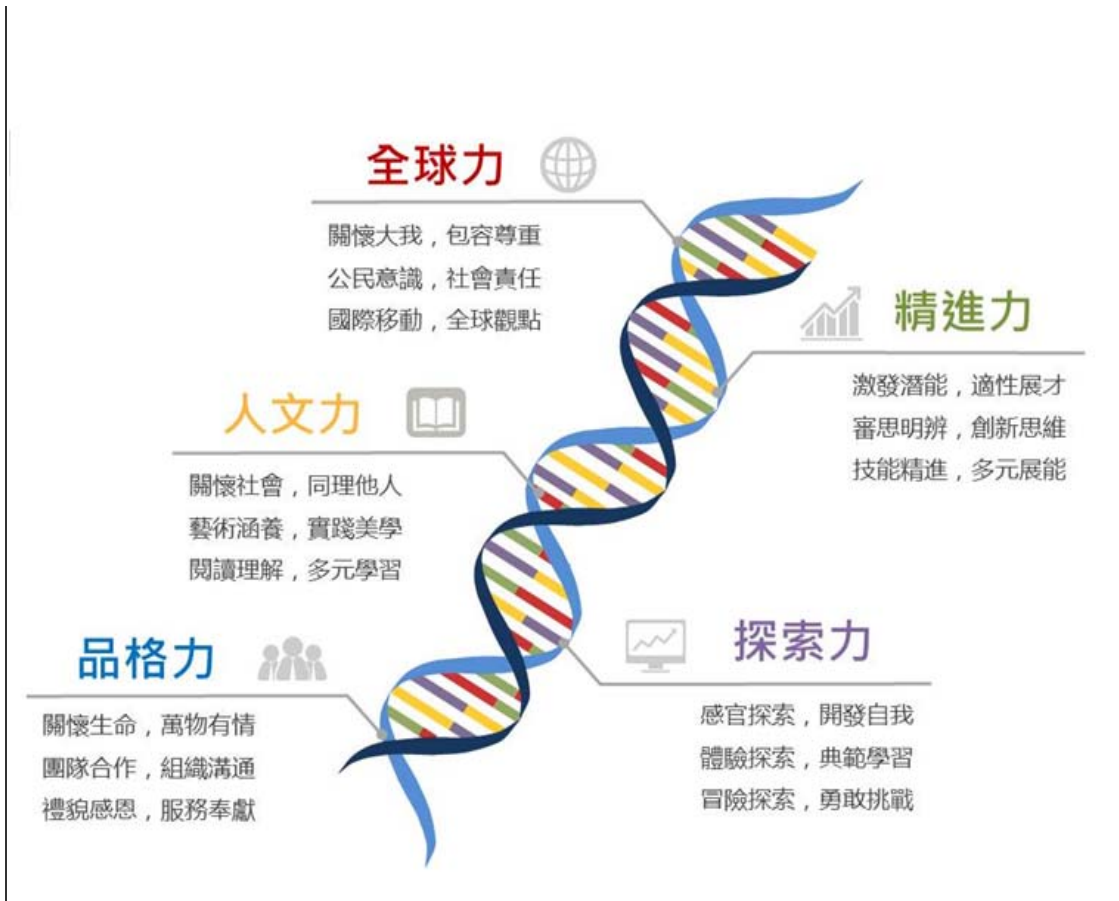 全球力
關懷大我，包容尊重
公民意識，社會責任
國際移動，全球觀點
精進力
激發潛能，適性展才
審思明辨，創新思維
技能精進，多元展能
人文力
關懷社會，同理他人
藝術涵養，實踐美學
閱讀理解，多元學習
探索力
感官探索，開發自我
體驗探索，典範學習
冒險探索，勇敢挑戰
品格力
關懷生命，萬物有情
團隊合作，組織溝通
禮貌感恩，服務奉獻